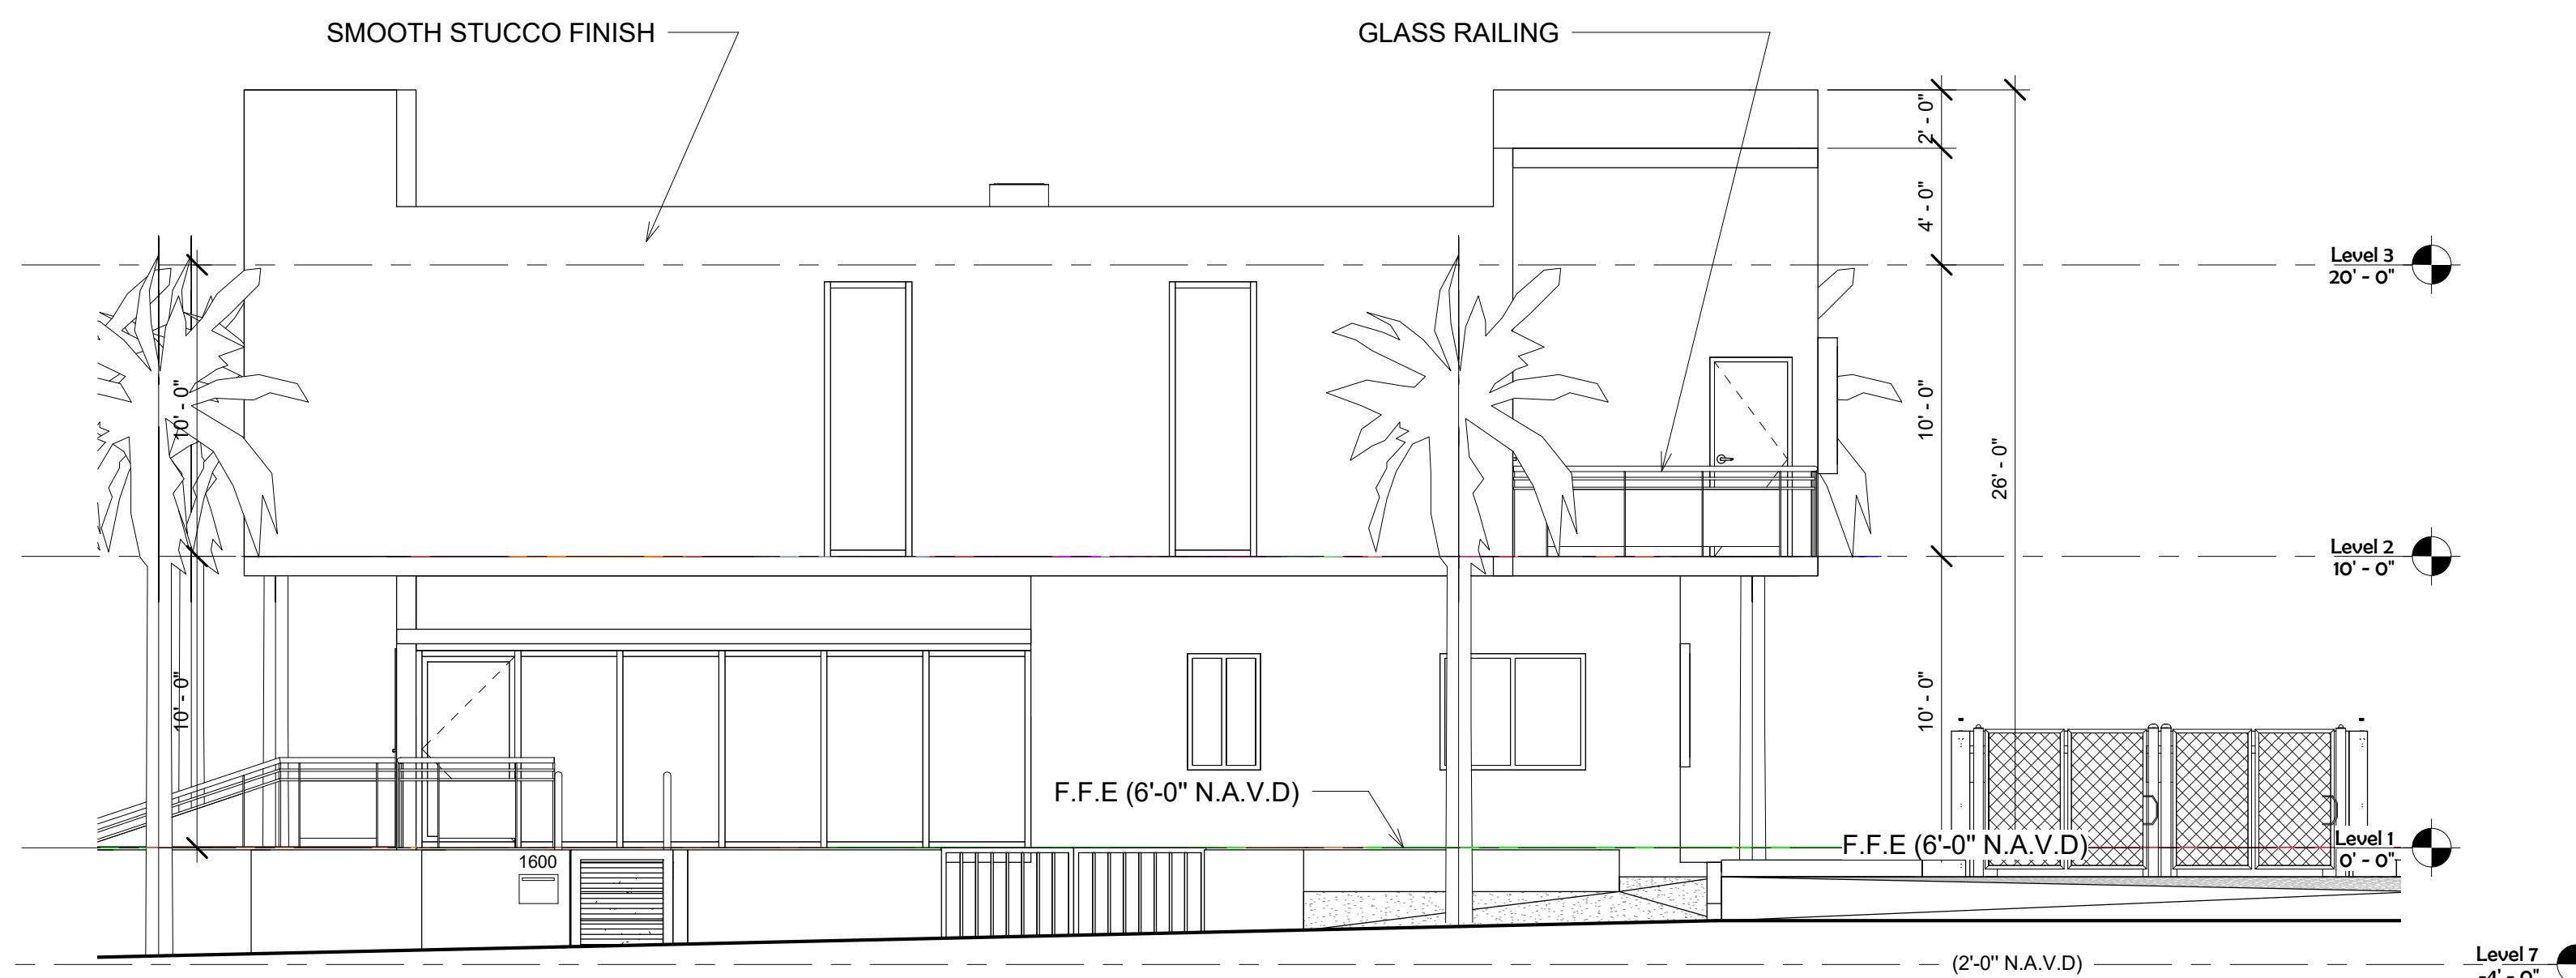 SMOOTH STUCCO FINISH
GLASS RAILING
2' - 0"
4' - 0"
Level 3
20' - 0"
10' - 0"
10' - 0"
26' - 0"
Level 2
10' - 0"
10' - 0"
10' - 0"
F.F.E (6'-0" N.A.V.D)
F.F.E (6'-0" N.A.V.D)
Level 1
0' - 0"
1600
(2'-0" N.A.V.D)
Level 7
-4' - 0"